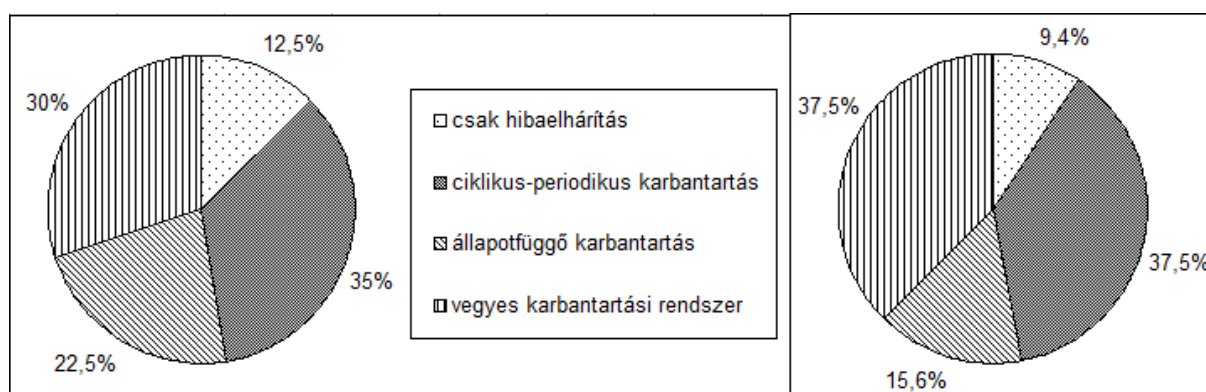 12,5%
30%
35%
22,5%
csak hibaelhárítás
ciklikus-periodikus karbantartás
állapotfüggő karbantartás
vegyes karbantartási rendszer
9,4%
37,5%
37,5%
15,6%